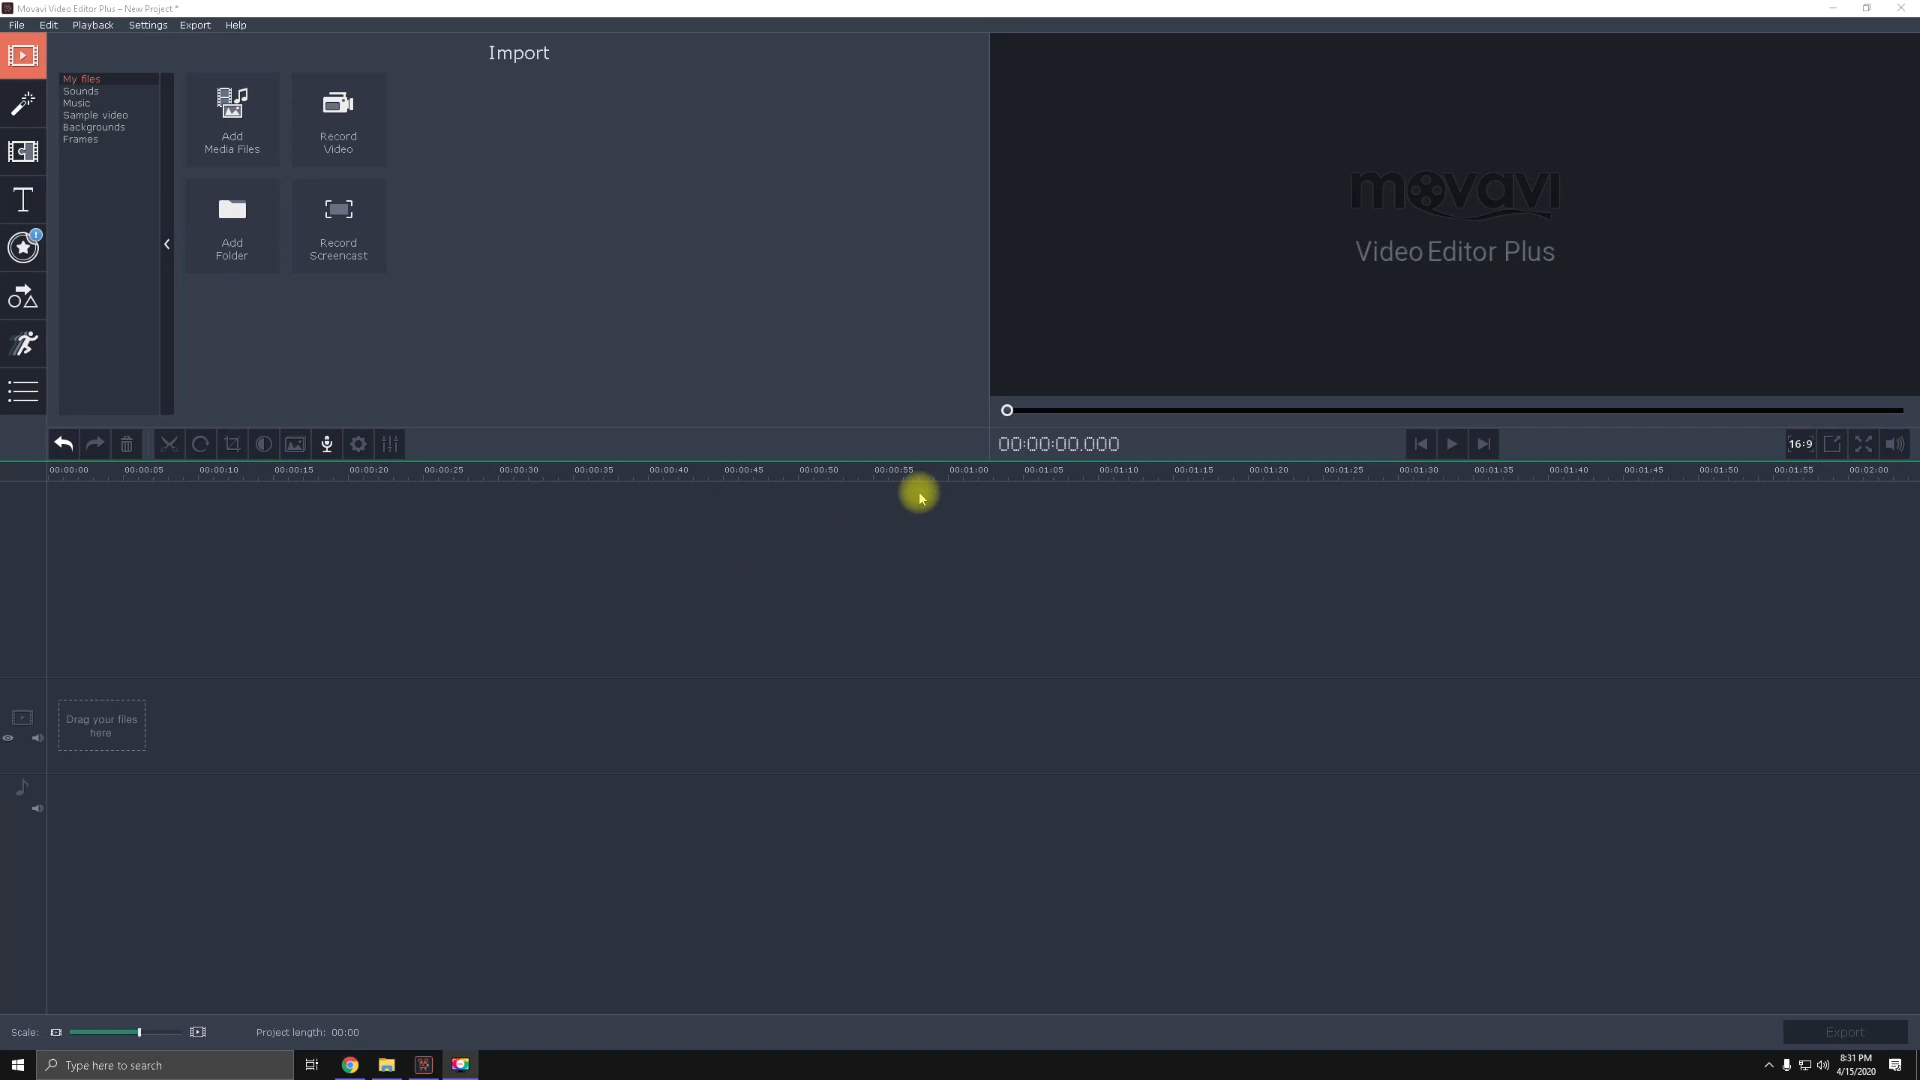 Movavi Video Editor Plus – New Project *
File Edit Playback Settings Export Help
Import
My files
Sounds
Music
Sample video
Backgrounds
Frames
Add
Media Files
Record
Video
Add
Folder
Record
Screencast
movavi
Video Editor Plus
00:00:00.000
16:9
00:00:00 00:00:05 00:00:10 00:00:15 00:00:20 00:00:25 00:00:30 00:00:35 00:00:40 00:00:45 00:00:50 00:00:55 00:01:00 00:01:05 00:01:10 00:01:15 00:01:20 00:01:25 00:01:30 00:01:35 00:01:40 00:01:45 00:01:50 00:01:55 00:02:00
Drag your files
here
Scale:
Project length: 00:00
Export
Type here to search
8:31 PM
4/15/2020